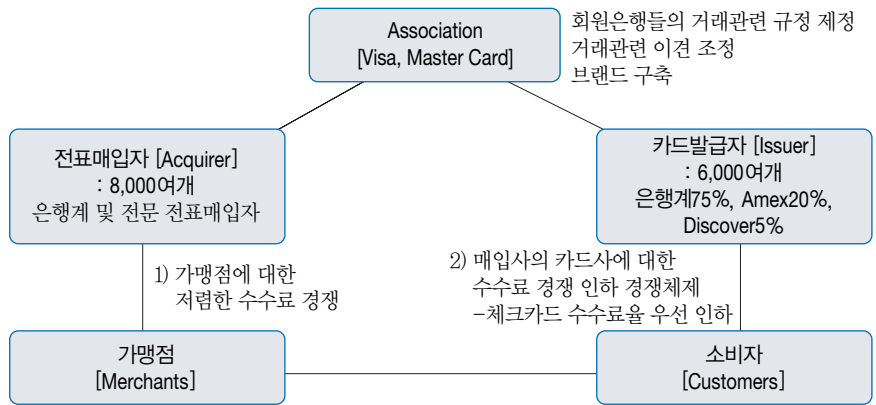 Association
[Visa, Master Card]
회원은행들의 거래관련 규정 제정
거래관련 이견 조정
브랜드 구축
전표매입자 [Acquirer]
: 8,000여개
은행계 및 전문 전표매입자
카드발급자 [Issuer]
: 6,000여개
은행계75%, Amex20%,
Discover5%
1) 가맹점에 대한
저렴한 수수료 경쟁
2) 매입사의 카드사에 대한
수수료 경쟁 인하 경쟁체제
-체크카드 수수료율 우선 인하
가맹점
[Merchants]
소비자
[Customers]